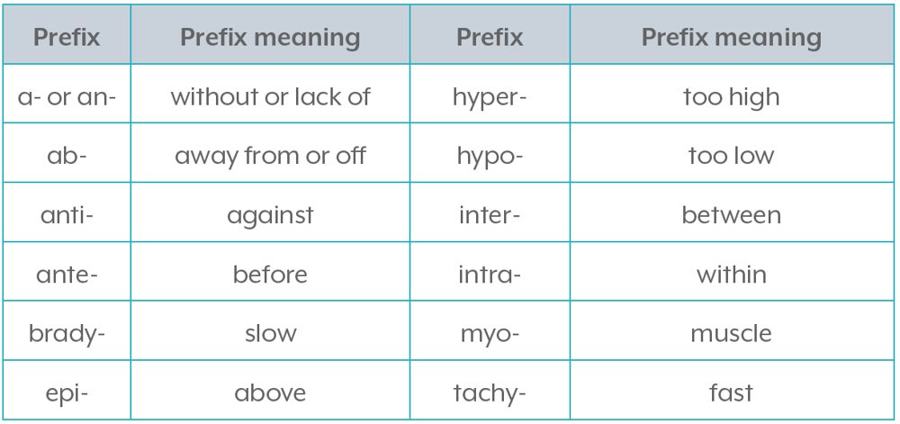 Prefix Prefix meaning Prefix Prefix meaning
a- or an- without or lack of hyper- too high
ab- away from or off hypo- too low
anti- against inter- between
ante- before intra- within
brady- slow myo- muscle
epi- above tachy- fast